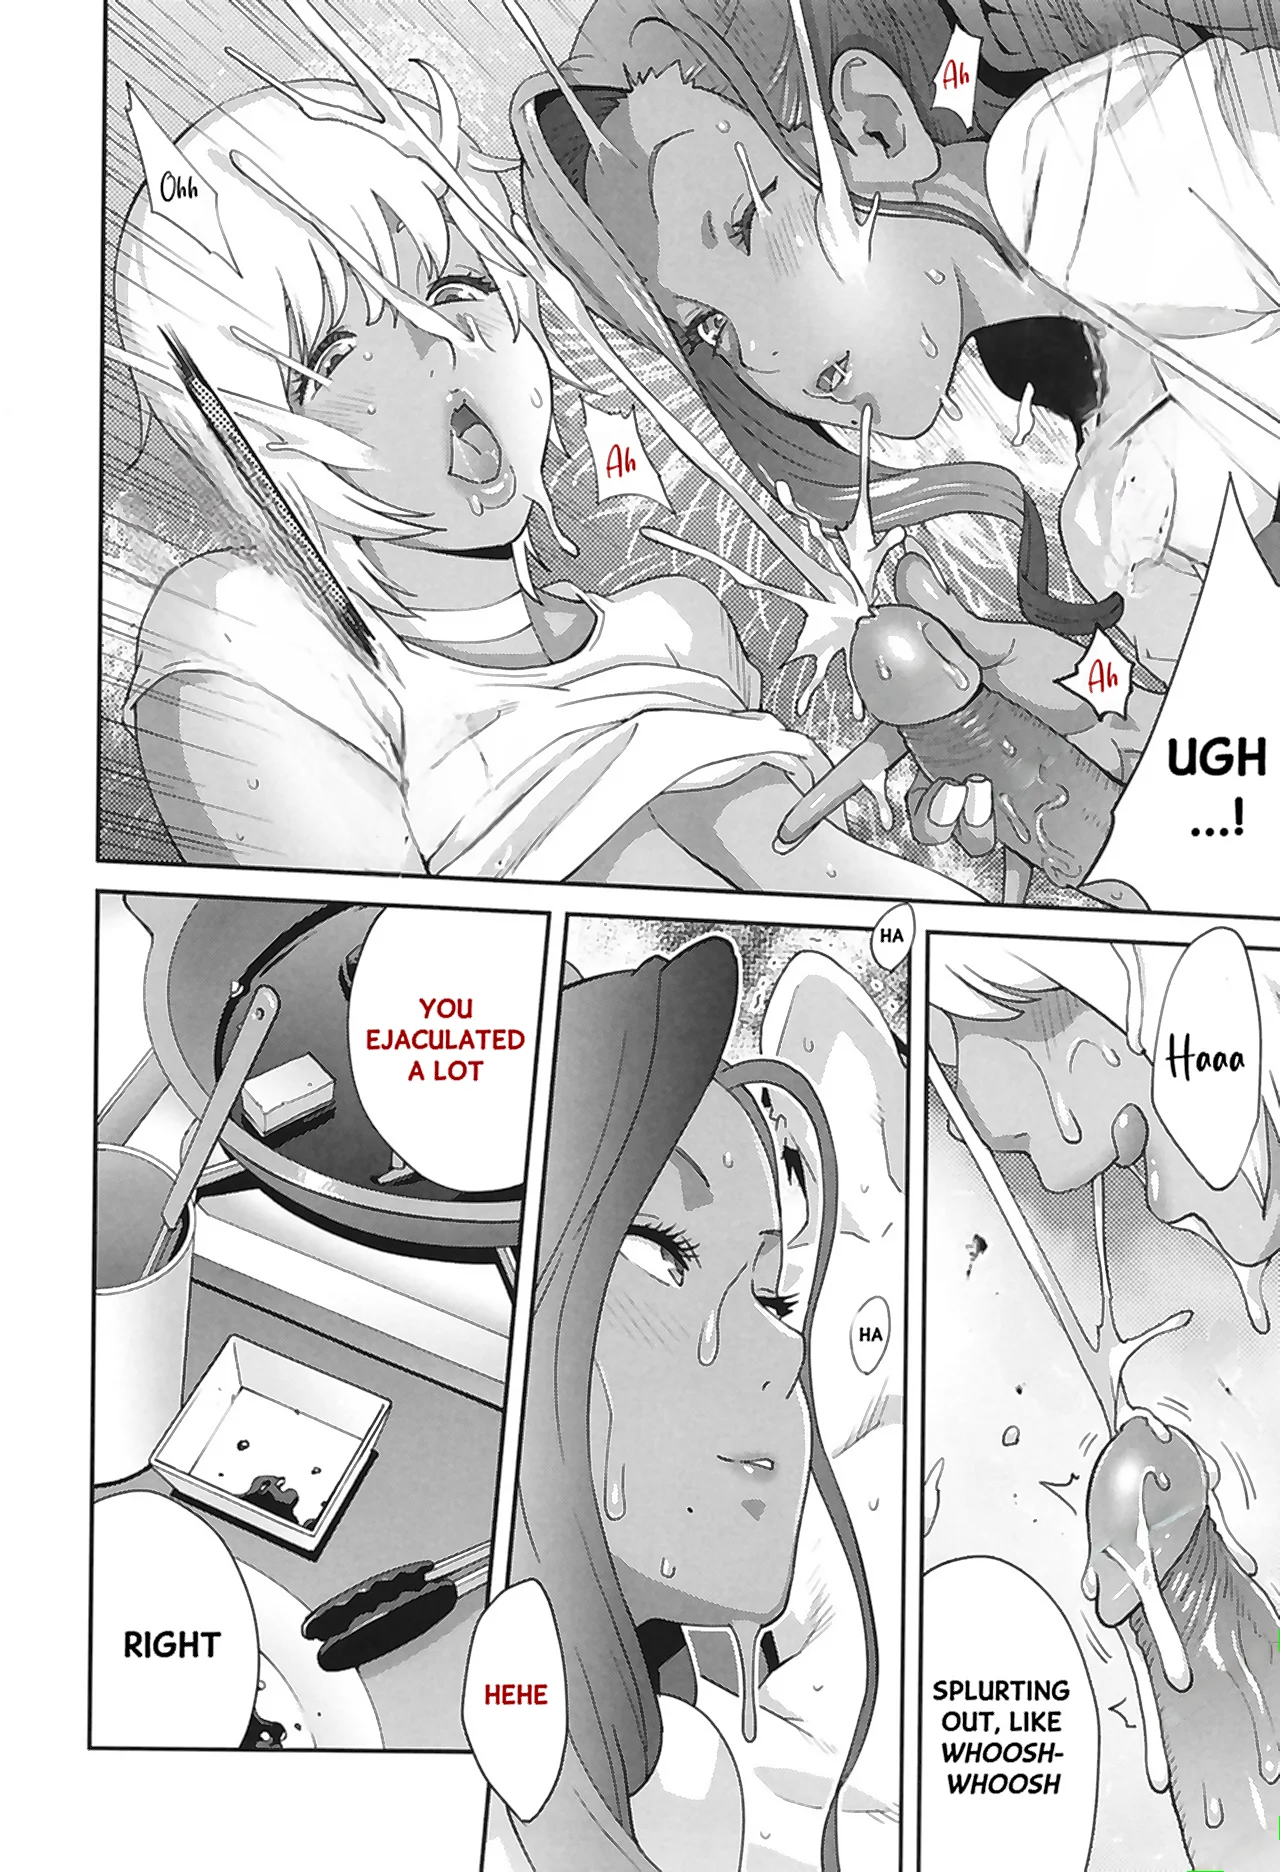 Ah
Ohh
Ah
Ah
UGH
...!
Haaa
SPLURTING
OUT, LIKE
WHOOSH-
WHOOSH
HA
HA
HEHE
YOU
EJACULATED
A LOT
RIGHT